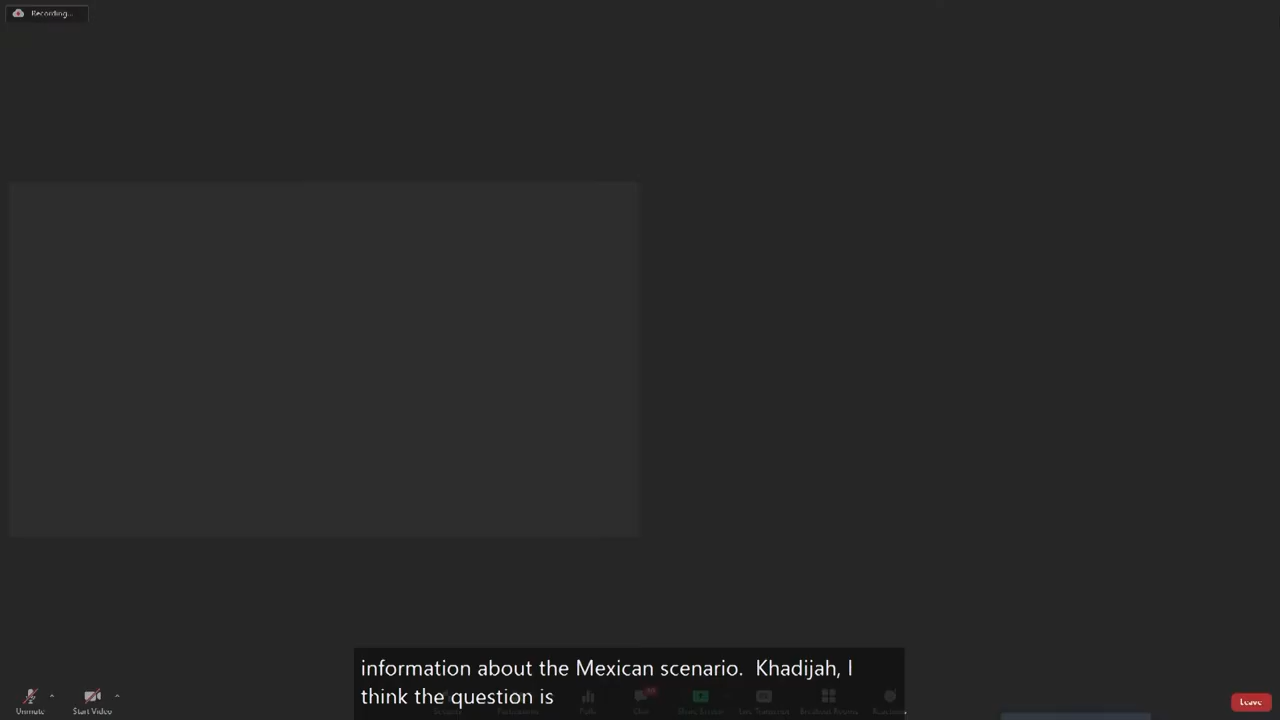 Recording...
information about the Mexican scenario.  Khadijah, I
think the question is
Unmute
Start Video
Leave